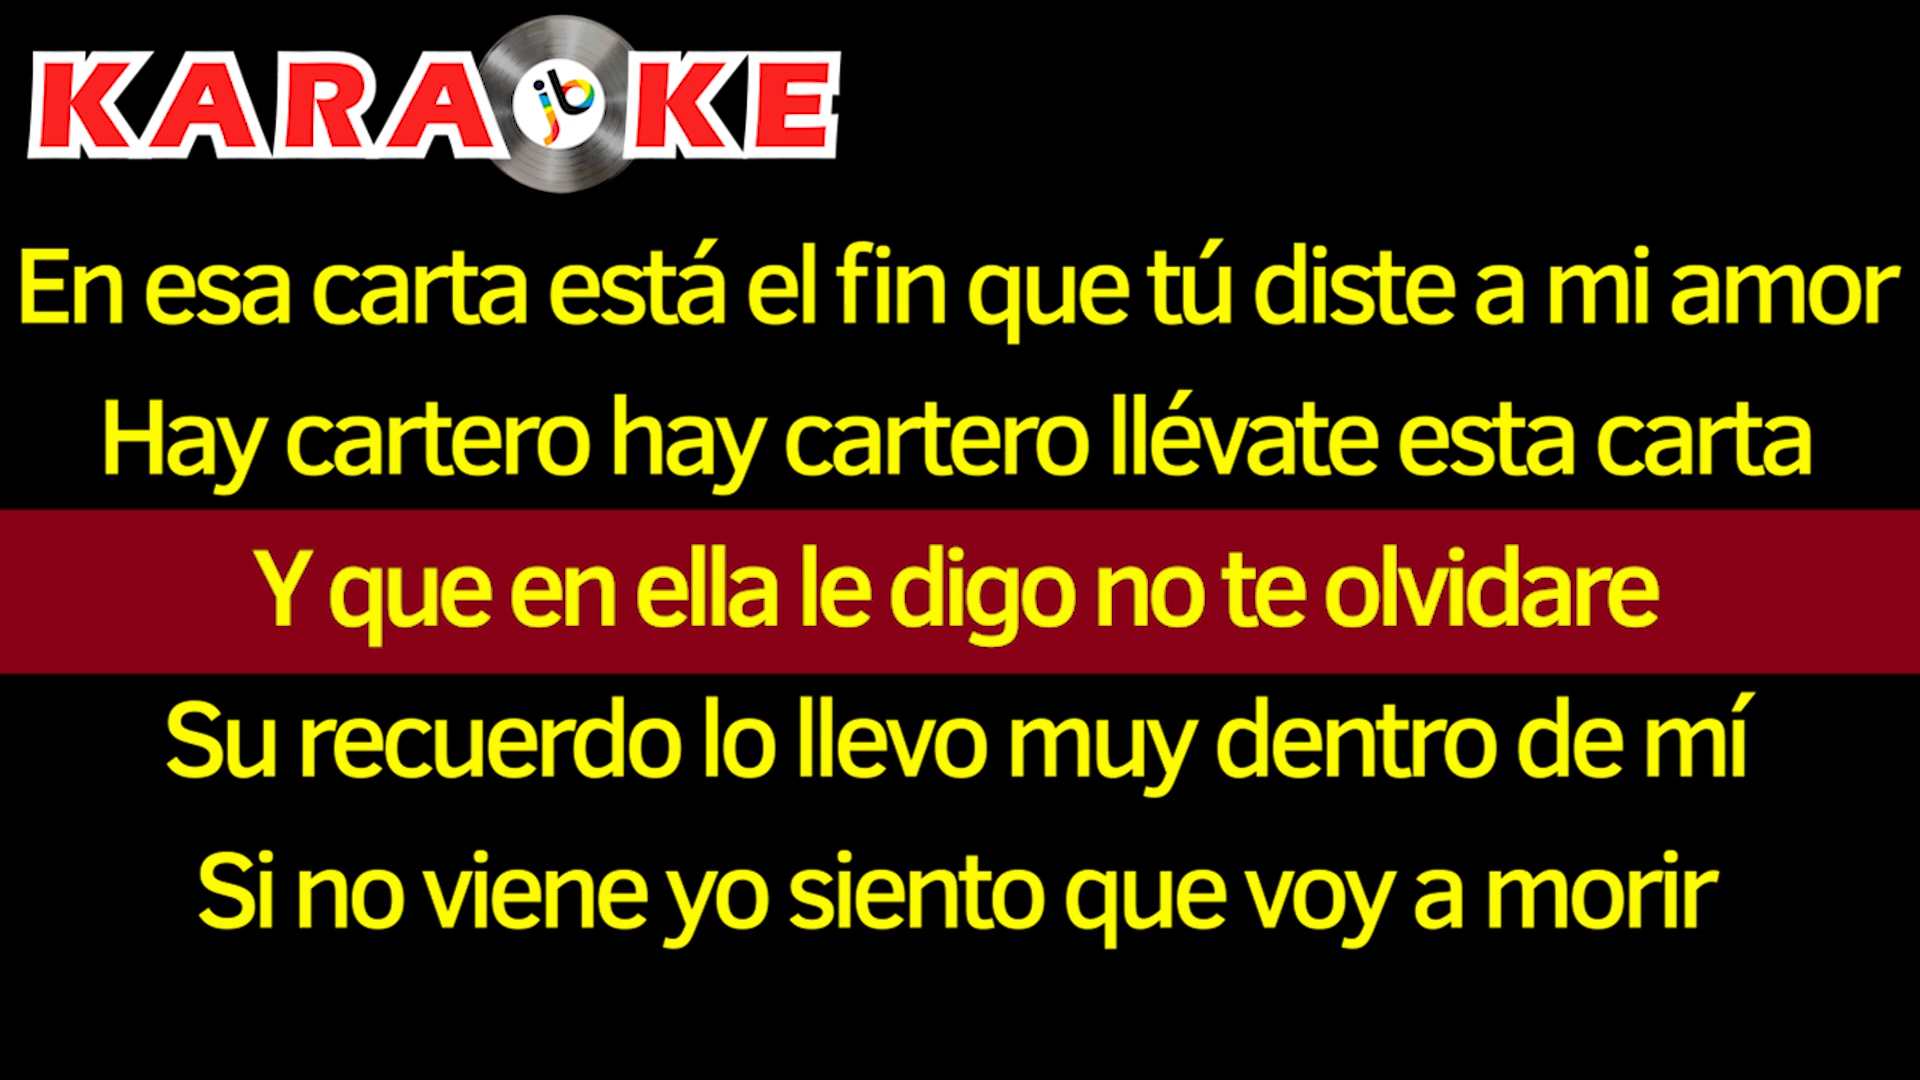 KARAOKE
jb
En esa carta está el fin que tú diste a mi amor
Hay cartero hay cartero llévate esta carta
Y que en ella le digo no te olvidare
Su recuerdo lo llevo muy dentro de mí
Si no viene yo siento que voy a morir